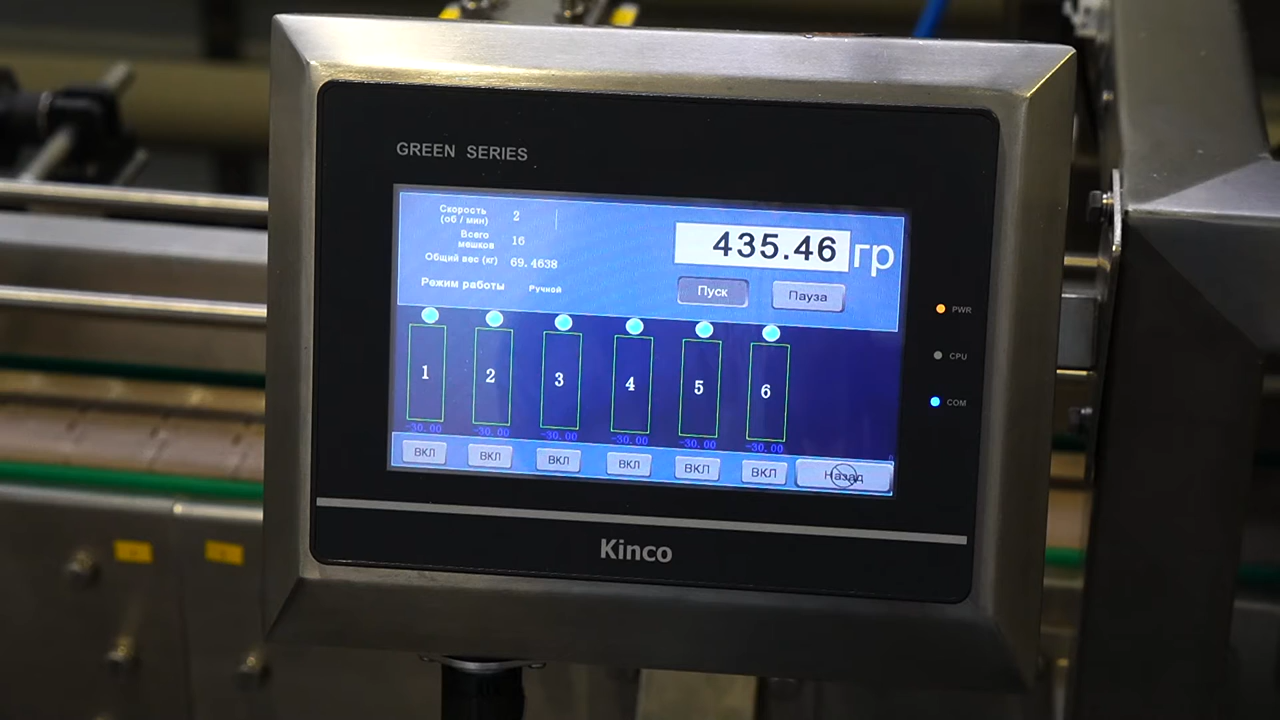 GREEN SERIES
Скорость
(об / мин) 2
Всего
мешков 16
Общий вес (кг) 69.4638
Режим работы Ручной
435.46 гр
Пуск Пауза
1 2 3 4 5 6
-30.00 -30.00 -30.00 -30.00 -30.00 -30.00
ВКЛ ВКЛ ВКЛ ВКЛ ВКЛ ВКЛ Назад
PWR
CPU
COM
Kinco